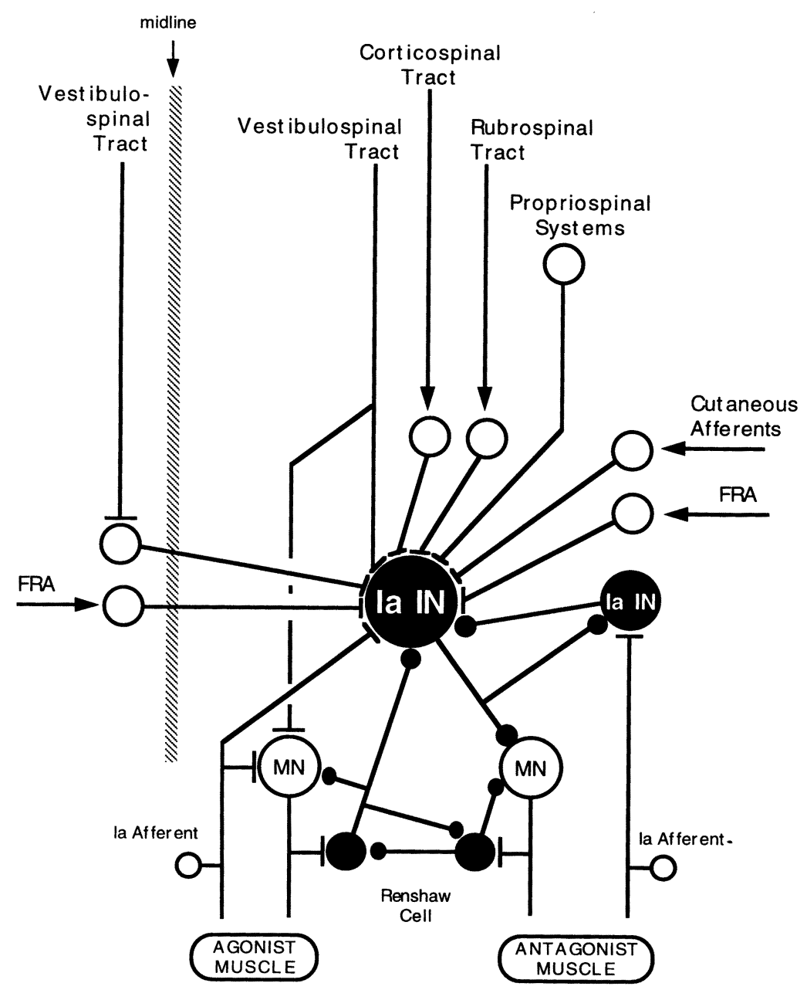 midline
Corticospinal
Tract
Vestibulo-
spinal
Tract
Vestibulospinal
Tract
Rubrospinal
Tract
Propriospinal
Systems
Cutaneous
Afferents
FRA
FRA
Ia IN
Ia IN
MN
MN
Ia Afferent
Ia Afferent-
Renshaw
Cell
AGONIST
MUSCLE
ANTAGONIST
MUSCLE